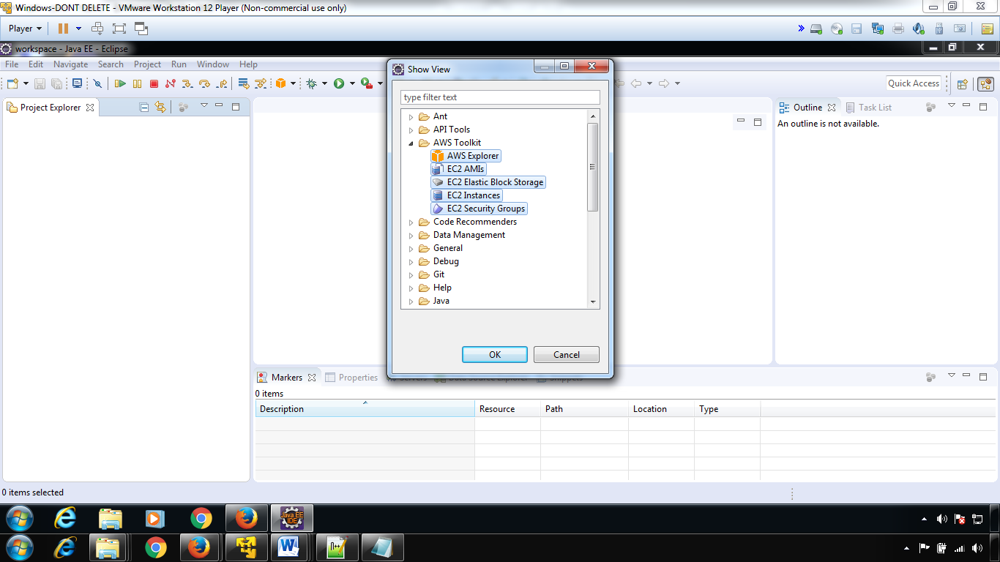 Windows-DONT DELETE - VMware Workstation 12 Player (Non-commercial use only)
Player
workspace - Java EE - Eclipse
File Edit Navigate Search Project Run Window Help
Quick Access
Show View
type filter text
Ant
API Tools
AWS Toolkit
AWS Explorer
EC2 AMIs
EC2 Elastic Block Storage
EC2 Instances
EC2 Security Groups
Code Recommenders
Data Management
General
Debug
Git
Help
Java
OK Cancel
Project Explorer
Outline Task List
An outline is not available.
Markers Properties
0 items
Description Resource Path Location Type
0 items selected
Java EE
IDE